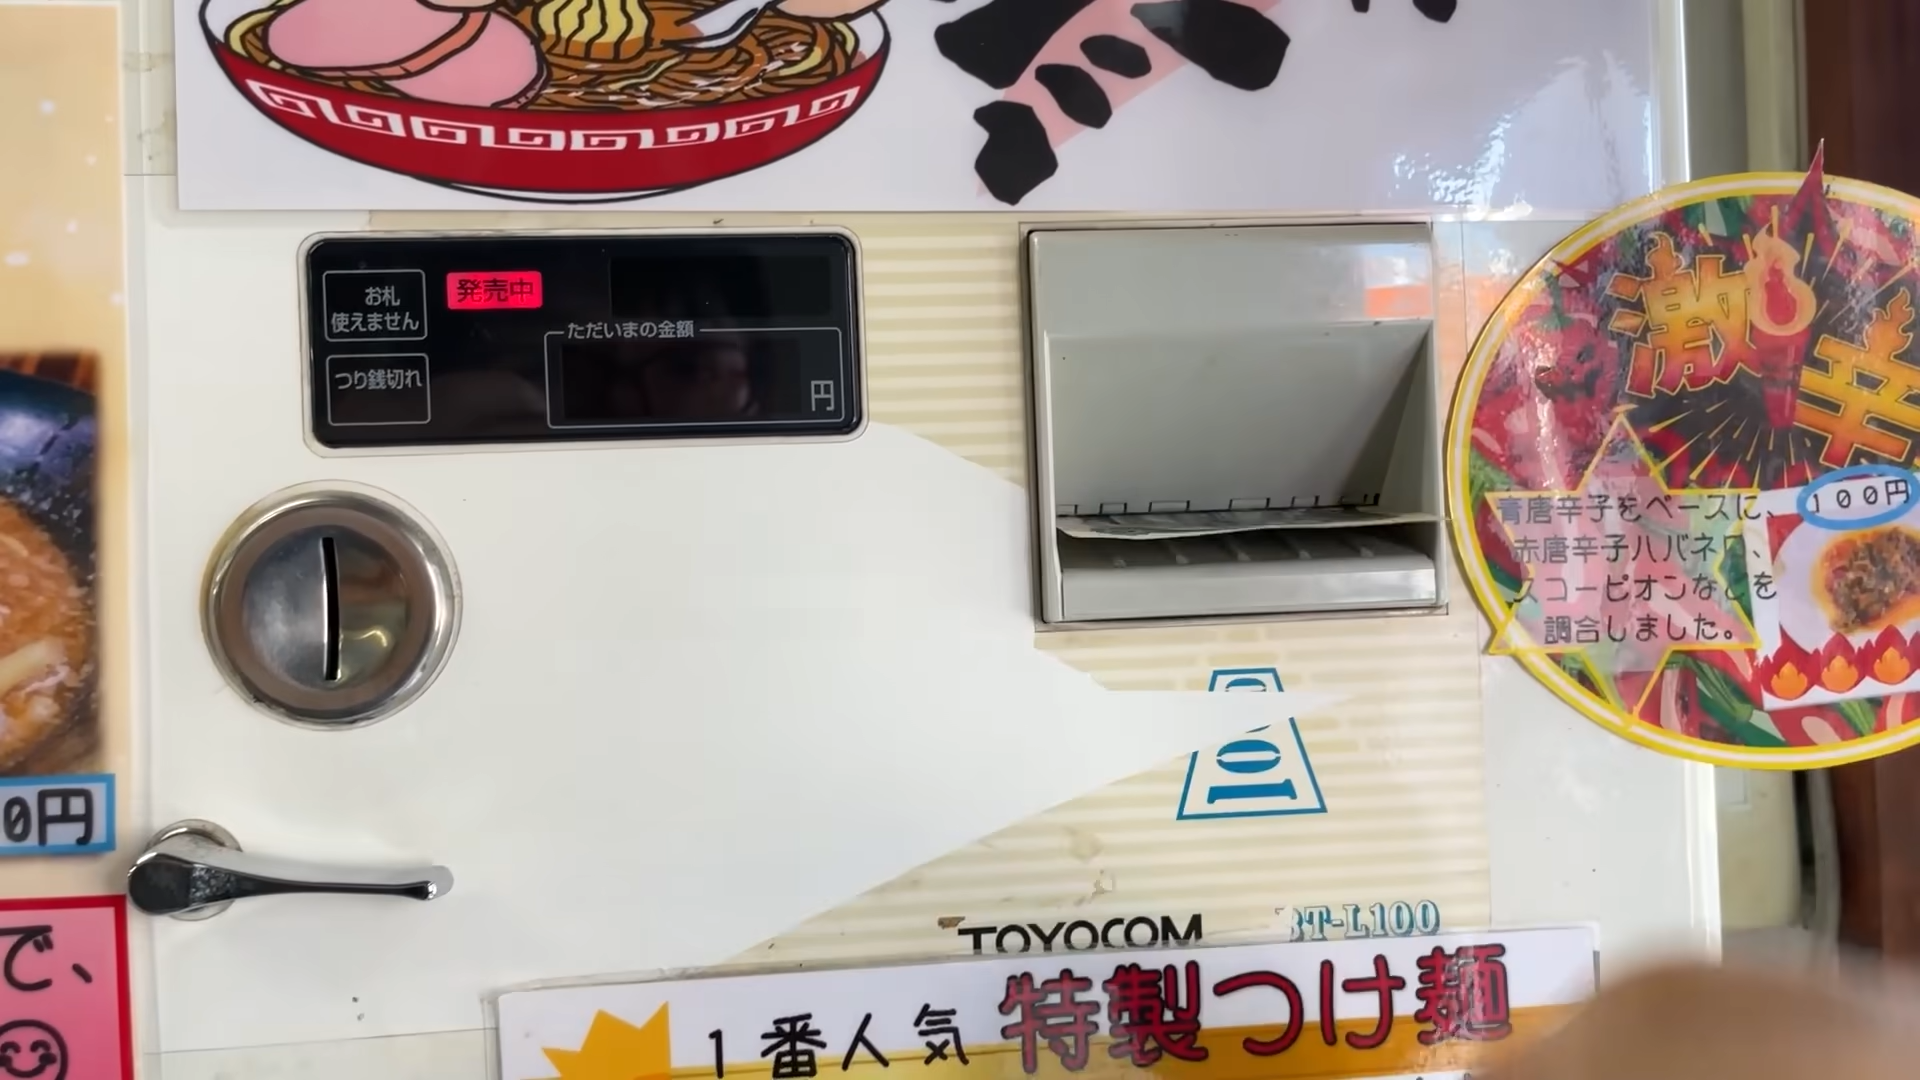 お札
使えません
発売中
つり銭切れ
ただいまの金額
円
激辛
100円
青唐辛子をベースに、
赤唐辛子ハバネロ、
スコーピオンなどを
調合しました。
0円
で、
TOYOCOM
BT-L100
1番人気 特製つけ麺